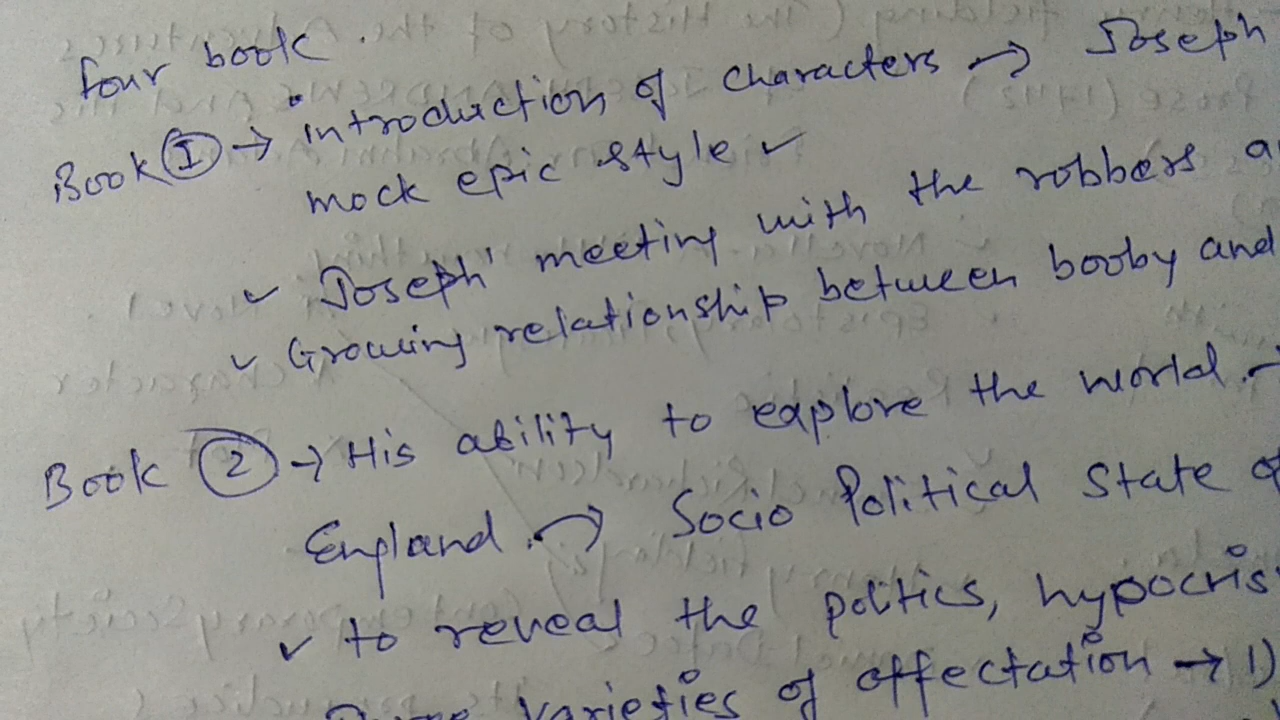 four book.
Book ① → introduction of characters → Joseph
mock epic style ✓
✓ Joseph' meeting with the robbers a
✓ Growing relationship between booby and
Book ② → His ability to explore the world. →
England. → Socio Political State of
✓ to reveal the politics, hypocris
varieties of affectation → 1)